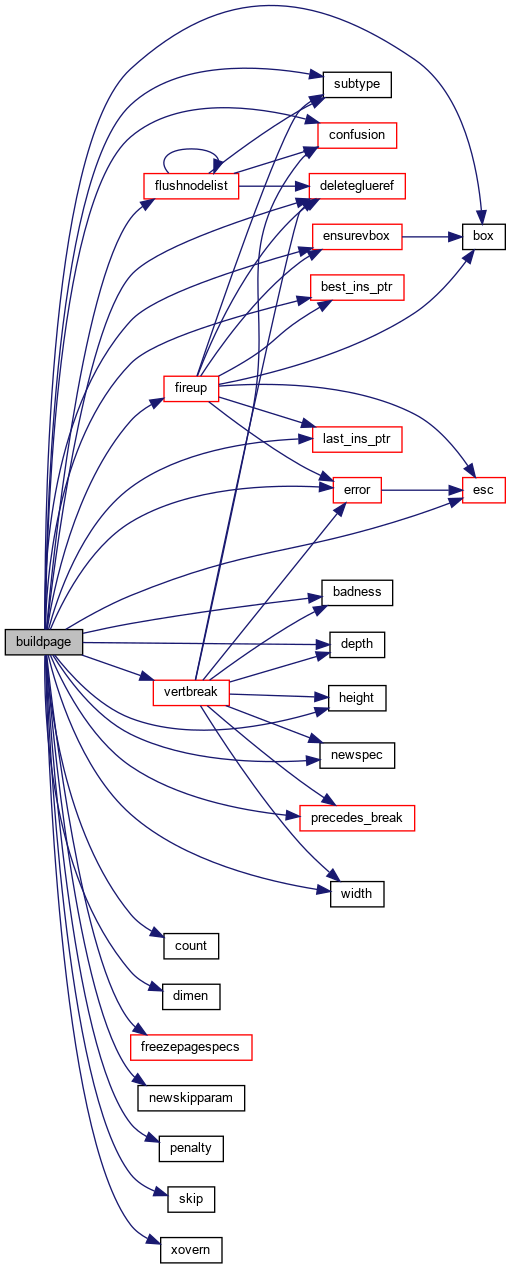 subtype
confusion
flushnodelist
deleteglueref
ensurevbox
box
best_ins_ptr
fireup
last_ins_ptr
error
esc
badness
buildpage
depth
vertbreak
height
newspec
precedes_break
width
count
dimen
freezepagespecs
newskipparam
penalty
skip
xovern